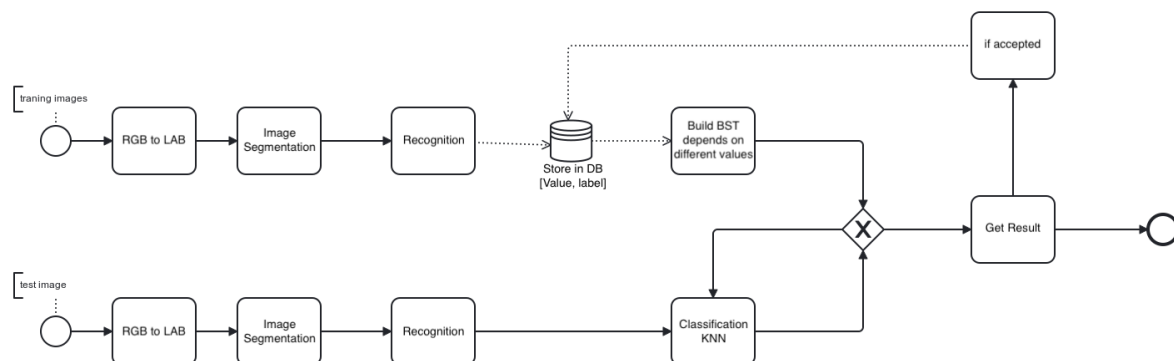 if accepted
traning images
RGB to LAB
Image
Segmentation
Recognition
Build BST
depends on
different values
Store in DB
[Value, label]
X
Get Result
test image
RGB to LAB
Image
Segmentation
Recognition
Classification
KNN